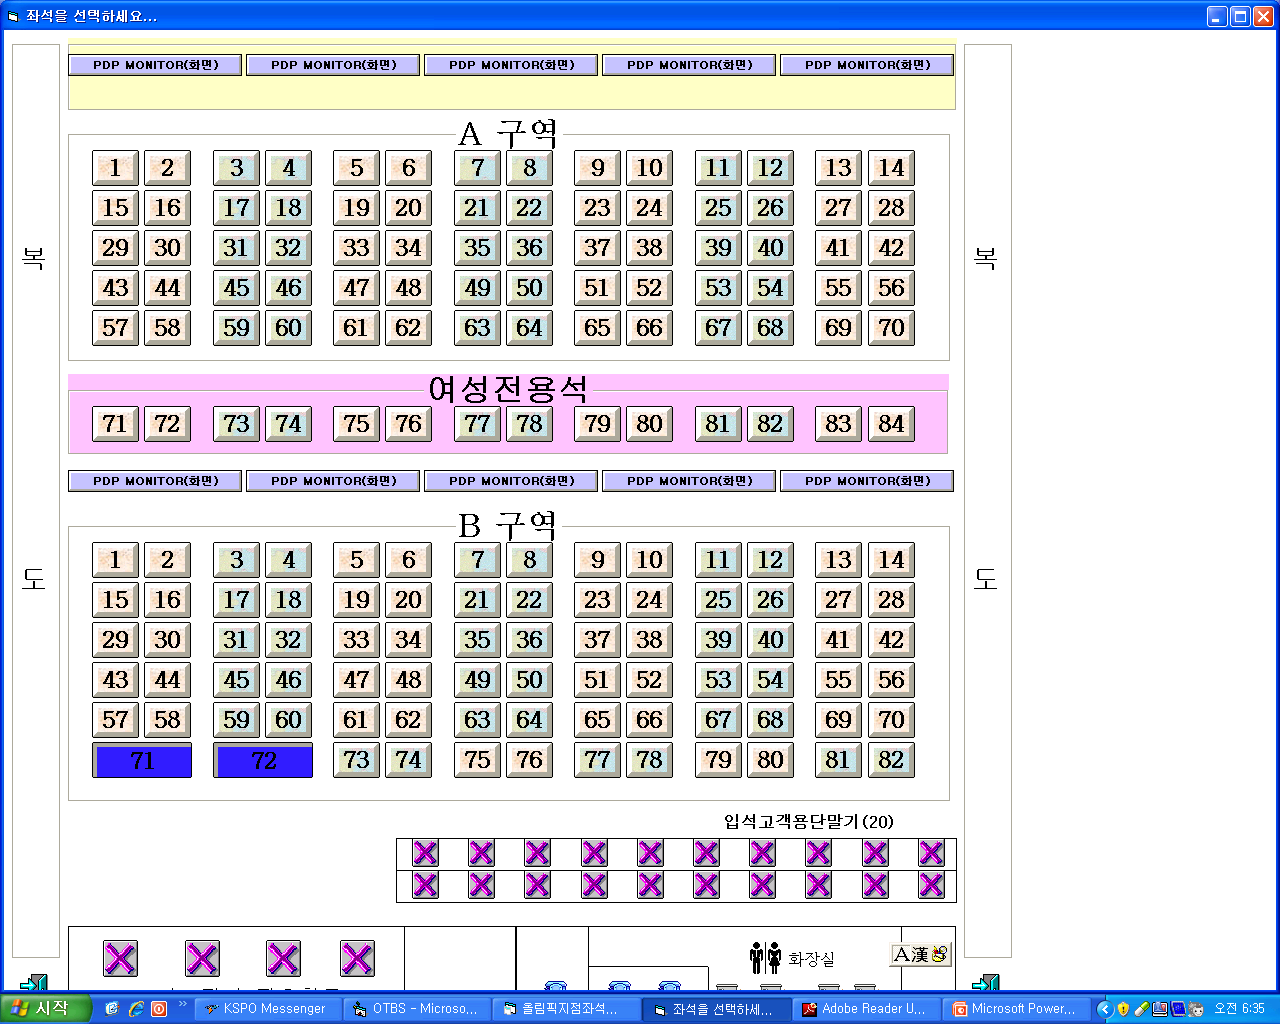 좌석을 선택하세요...
PDP MONITOR(화면) PDP MONITOR(화면) PDP MONITOR(화면) PDP MONITOR(화면) PDP MONITOR(화면)
A 구역
1 2 3 4 5 6 7 8 9 10 11 12 13 14
15 16 17 18 19 20 21 22 23 24 25 26 27 28
복 29 30 31 32 33 34 35 36 37 38 39 40 41 42 복
43 44 45 46 47 48 49 50 51 52 53 54 55 56
57 58 59 60 61 62 63 64 65 66 67 68 69 70
여성전용석
71 72 73 74 75 76 77 78 79 80 81 82 83 84
PDP MONITOR(화면) PDP MONITOR(화면) PDP MONITOR(화면) PDP MONITOR(화면) PDP MONITOR(화면)
B 구역
1 2 3 4 5 6 7 8 9 10 11 12 13 14
도 15 16 17 18 19 20 21 22 23 24 25 26 27 28 도
29 30 31 32 33 34 35 36 37 38 39 40 41 42
43 44 45 46 47 48 49 50 51 52 53 54 55 56
57 58 59 60 61 62 63 64 65 66 67 68 69 70
71 72 73 74 75 76 77 78 79 80 81 82
입석고객용단말기(20)
화장실
A漢
시작 KSPO Messenger OTBS - Microso... 올림픽지점좌석... 좌석을 선택하세... Adobe Reader U... Microsoft Power... 오전 6:35